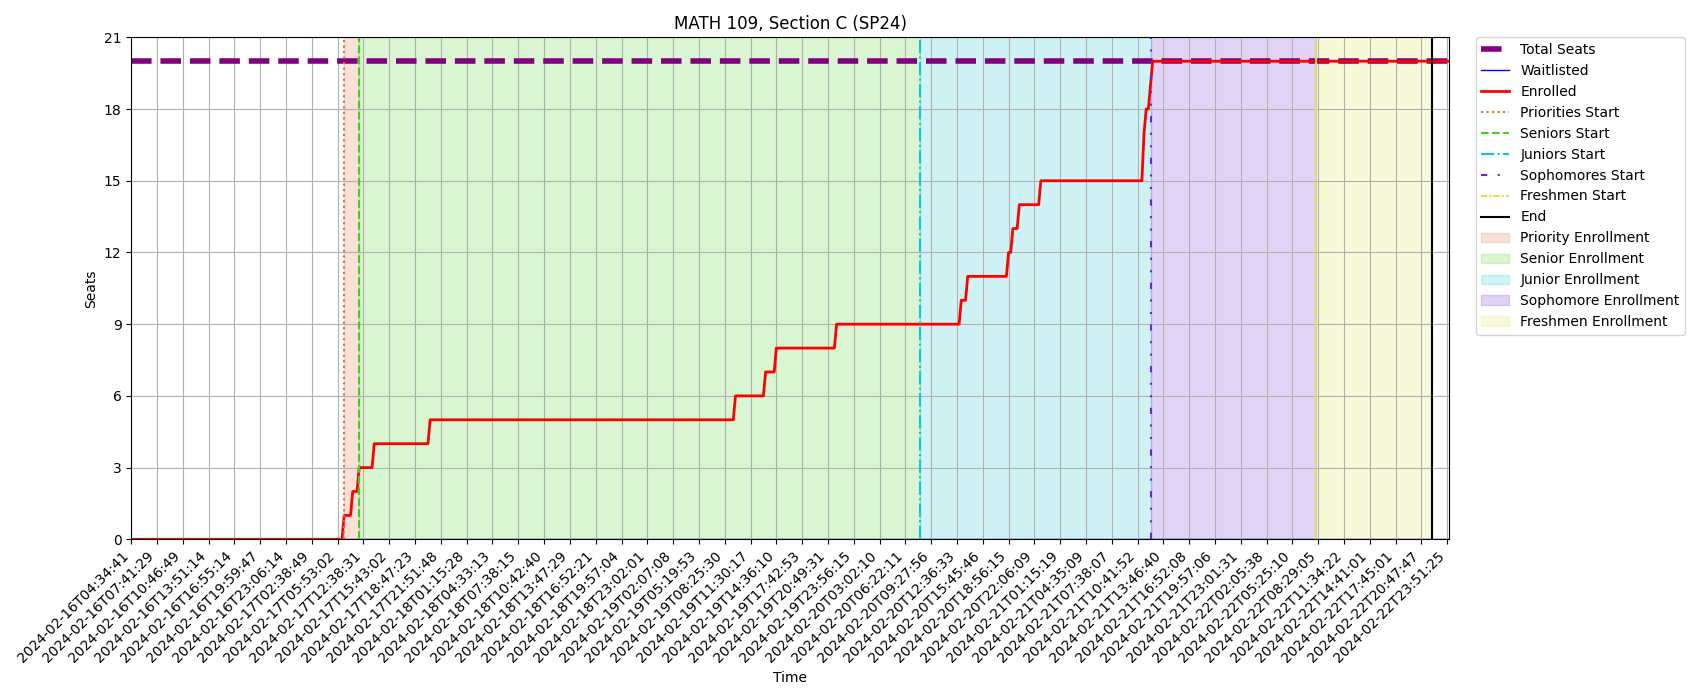 MATH 109, Section C (SP24)
21
18
15
12
9
6
3
0
Seats
2024-02-16T04:34:41
2024-02-16T07:41:29
2024-02-16T10:46:49
2024-02-16T13:51:14
2024-02-16T16:55:14
2024-02-16T19:59:47
2024-02-16T23:06:14
2024-02-17T02:38:49
2024-02-17T05:53:02
2024-02-17T12:38:31
2024-02-17T15:43:02
2024-02-17T18:47:23
2024-02-17T21:51:48
2024-02-18T01:15:28
2024-02-18T04:33:13
2024-02-18T07:38:15
2024-02-18T10:42:40
2024-02-18T13:47:29
2024-02-18T16:52:21
2024-02-18T19:57:04
2024-02-18T23:02:01
2024-02-19T02:07:08
2024-02-19T05:19:53
2024-02-19T08:25:30
2024-02-19T11:30:17
2024-02-19T14:36:10
2024-02-19T17:42:53
2024-02-19T20:49:31
2024-02-19T23:56:15
2024-02-20T03:02:10
2024-02-20T06:22:11
2024-02-20T09:27:56
2024-02-20T12:36:33
2024-02-20T15:45:46
2024-02-20T18:56:15
2024-02-20T22:06:09
2024-02-21T01:15:19
2024-02-21T04:35:09
2024-02-21T07:38:07
2024-02-21T10:41:52
2024-02-21T13:46:40
2024-02-21T16:52:08
2024-02-21T19:57:06
2024-02-21T23:01:31
2024-02-22T02:05:38
2024-02-22T05:25:10
2024-02-22T08:29:05
2024-02-22T11:34:22
2024-02-22T14:41:01
2024-02-22T17:45:01
2024-02-22T20:47:47
2024-02-22T23:51:25
Time
Total Seats
Waitlisted
Enrolled
Priorities Start
Seniors Start
Juniors Start
Sophomores Start
Freshmen Start
End
Priority Enrollment
Senior Enrollment
Junior Enrollment
Sophomore Enrollment
Freshmen Enrollment